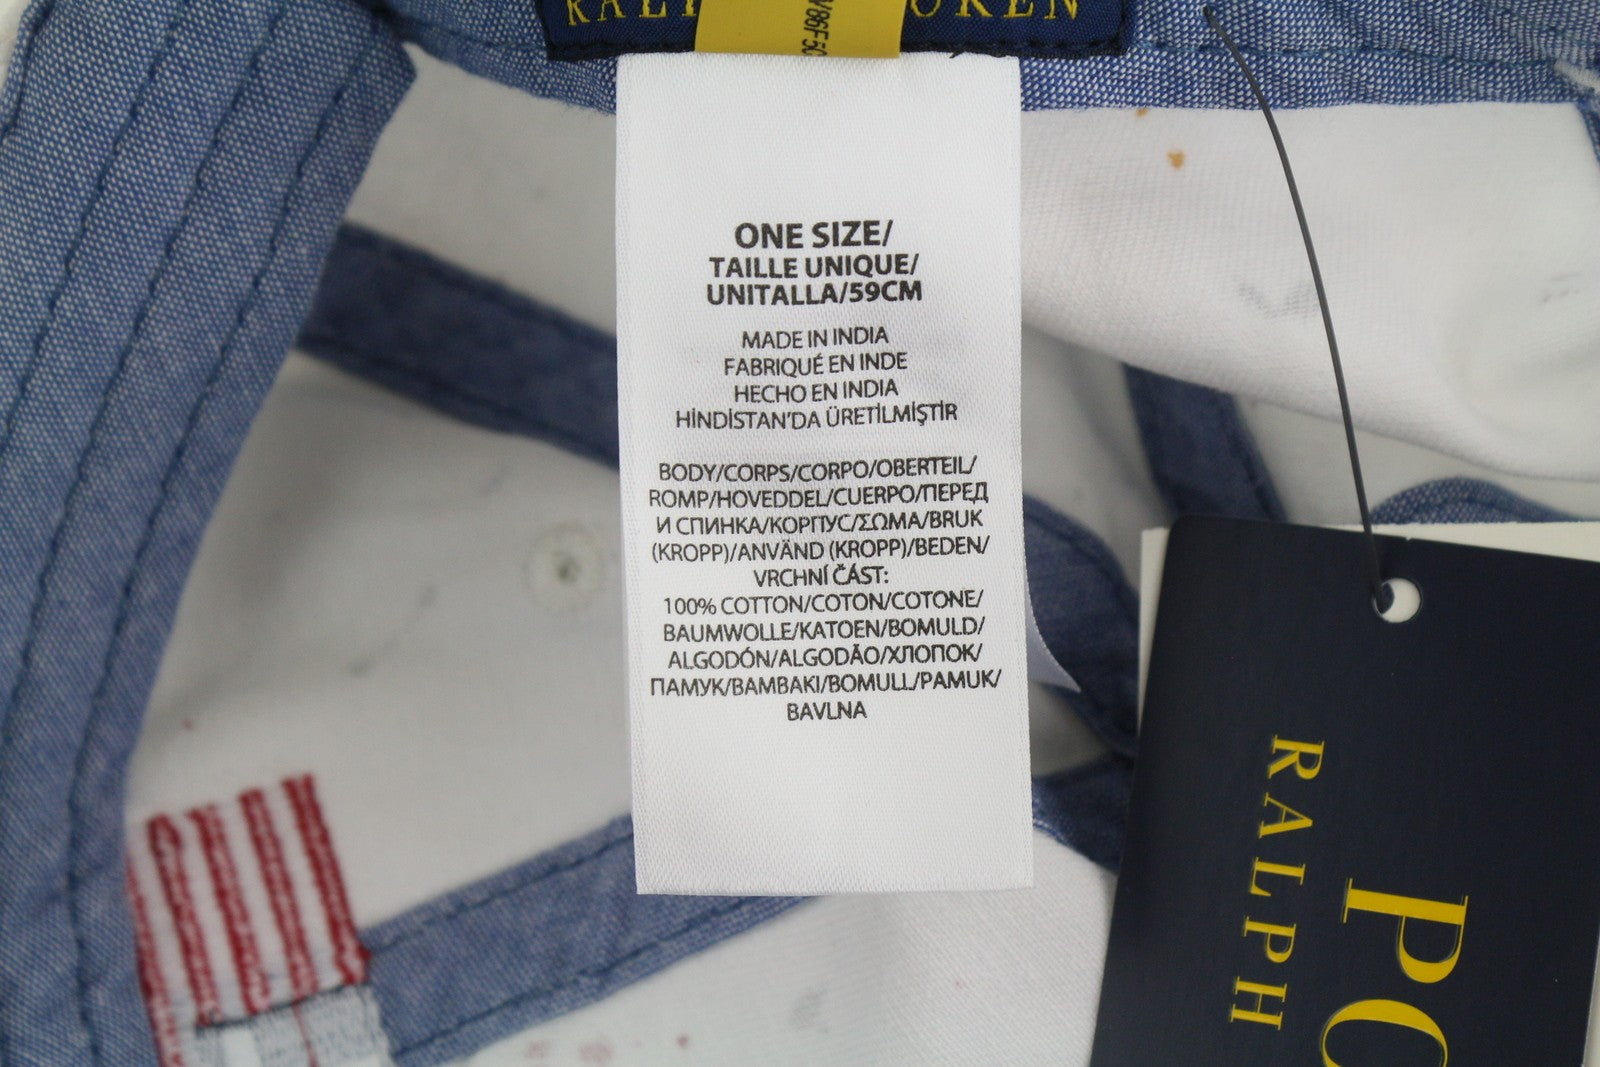 ONE SIZE/
TAILLE UNIQUE/
UNITALLA/59CM
MADE IN INDIA
FABRIQUÉ EN INDE
HECHO EN INDIA
HİNDİSTAN'DA ÜRETİLMİŞTİR
BODY/CORPS/CORPO/OBERTEIL/
ROMP/HOVEDDEL/CUERPO/ПЕРЕД
И СПИНКА/КОРПУС/ΣΩΜΑ/BRUK
(KROPP)/ANVÄND (KROPP)/BEDEN/
VRCHNÍ ČÁST:
100% COTTON/COTON/COTONE/
BAUMWOLLE/KATOEN/BOMULD/
ALGODÓN/ALGODÃO/ХЛОПОК/
ПАМУК/ΒΑΜΒΑΚΙ/BOMULL/PAMUK/
BAVLNA
RALPH